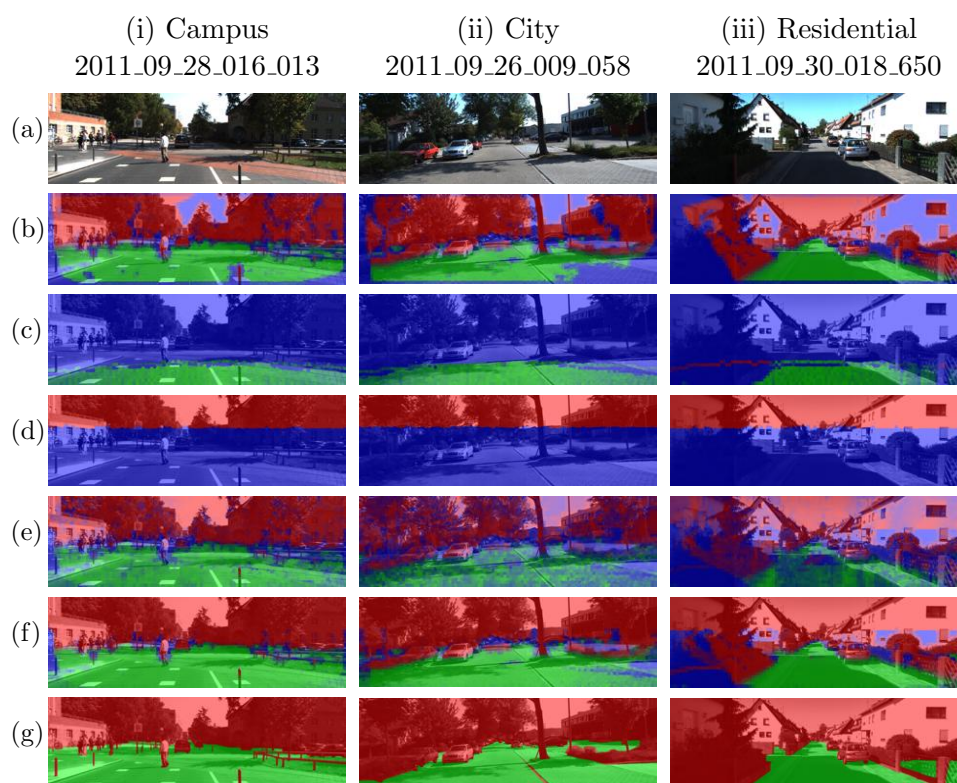 (i) Campus
2011_09_28_016_013
(ii) City
2011_09_26_009_058
(iii) Residential
2011_09_30_018_650
(a)
(b)
(c)
(d)
(e)
(f)
(g)